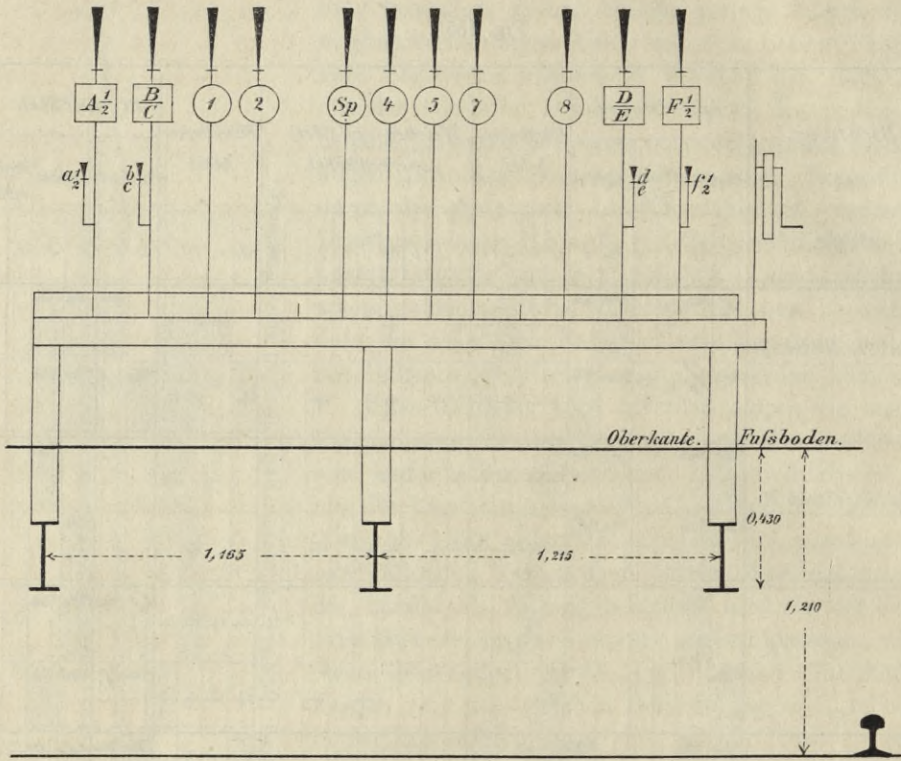 A 1/2 B/C 1 2 Sp 4 5 7 8 D/E F 1/2
a 1/2 b/c d/e f 1/2
Oberkante. Fußboden.
0,430
1,165 1,215
1,210